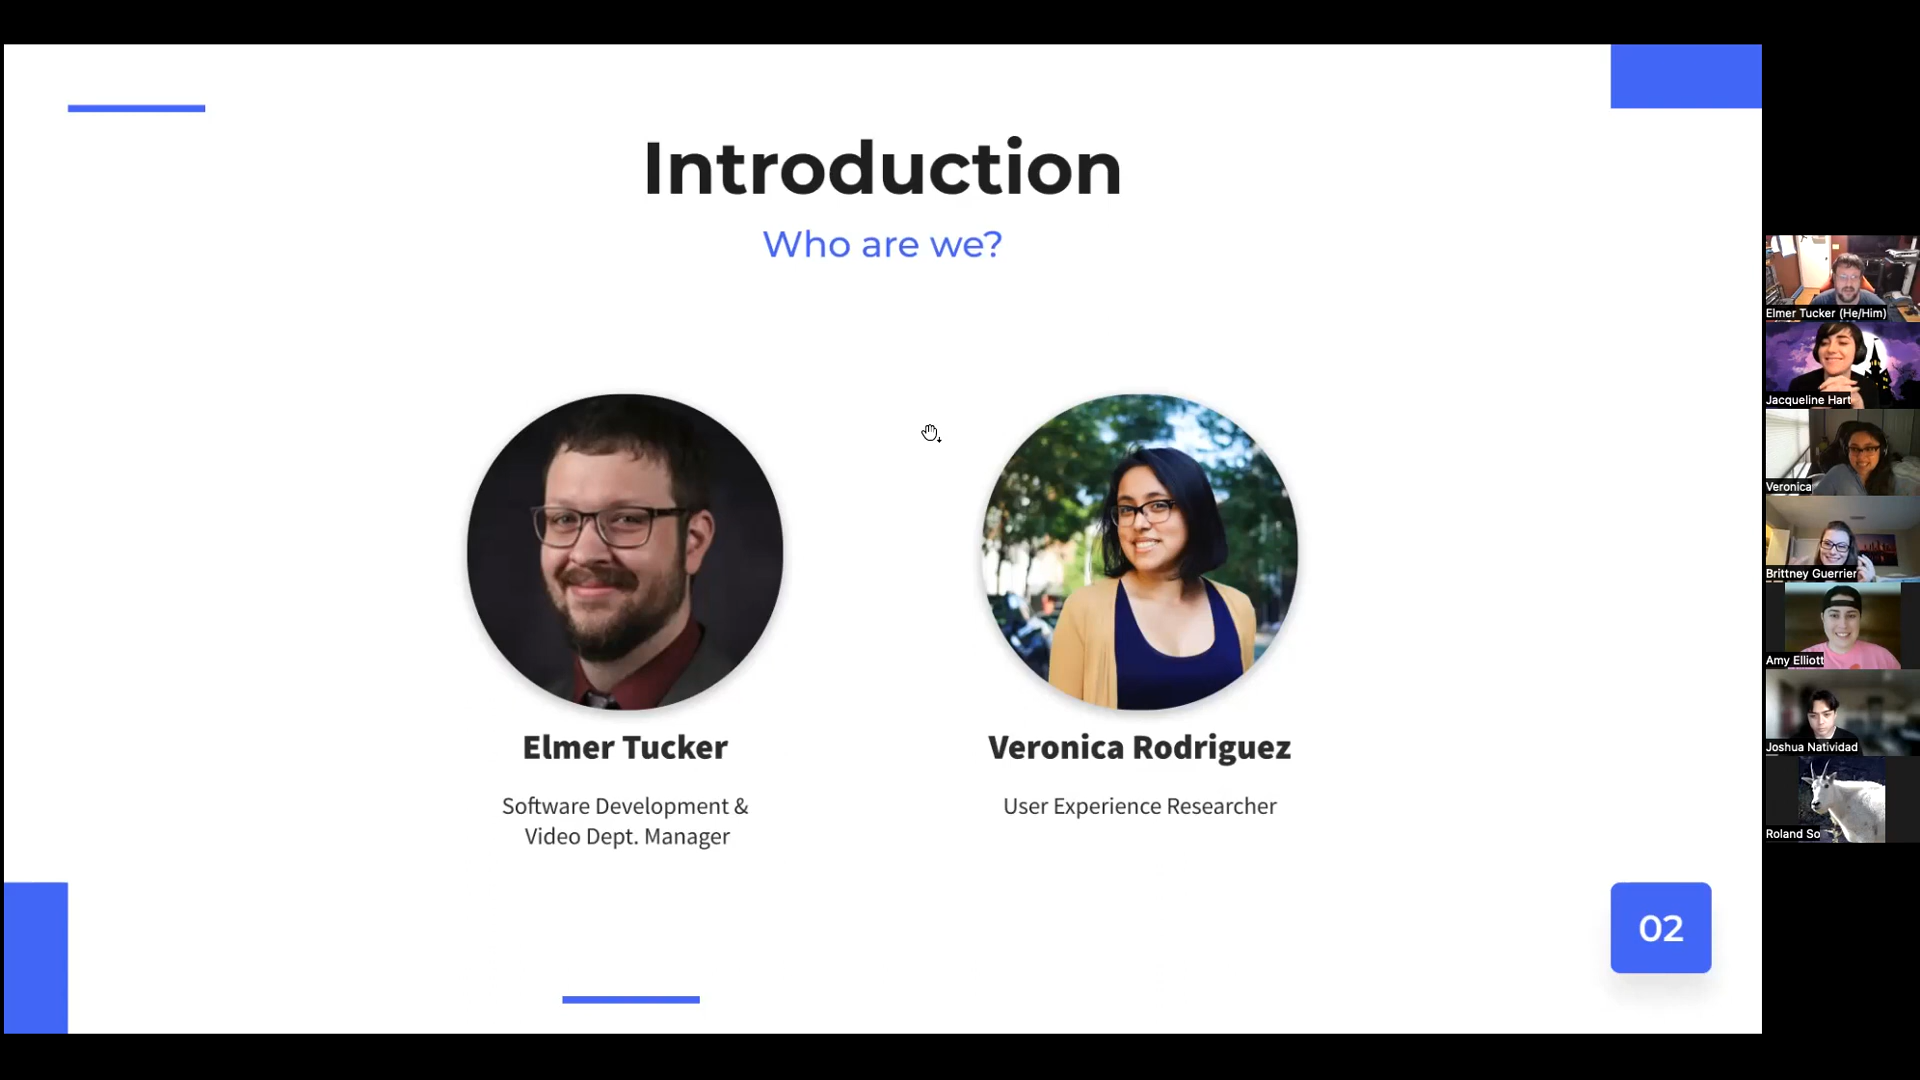 Introduction
Who are we?
Elmer Tucker
Software Development &
Video Dept. Manager
Veronica Rodriguez
User Experience Researcher
02
Elmer Tucker (He/Him)
Jacqueline Hart
Veronica
Brittney Guerrier
Amy Elliott
Joshua Natividad
Roland So